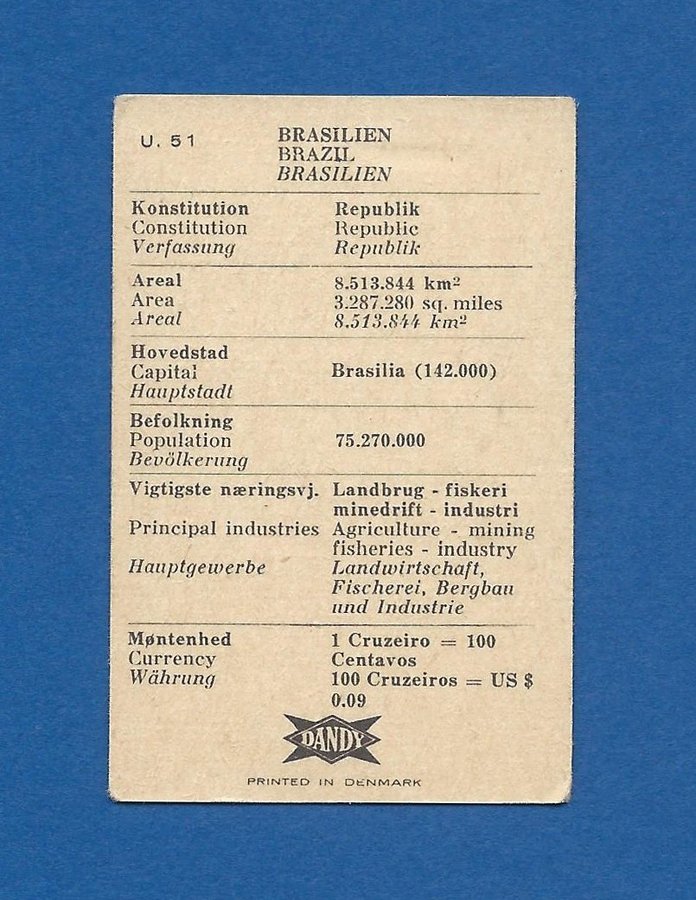 U. 51
BRASILIEN
BRAZIL
BRASILIEN
Konstitution Republik
Constitution Republic
Verfassung Republik
Areal 8.513.844 km²
Area 3.287.280 sq. miles
Areal 8.513.844 km²
Hovedstad
Capital Brasilia (142.000)
Hauptstadt
Befolkning
Population 75.270.000
Bevölkerung
Vigtigste næringsvj. Landbrug - fiskeri
minedrift - industri
Principal industries Agriculture - mining
fisheries - industry
Hauptgewerbe Landwirtschaft,
Fischerei, Bergbau
und Industrie
Møntenhed 1 Cruzeiro = 100
Currency Centavos
Währung 100 Cruzeiros = US $
0.09
DANDY
PRINTED IN DENMARK